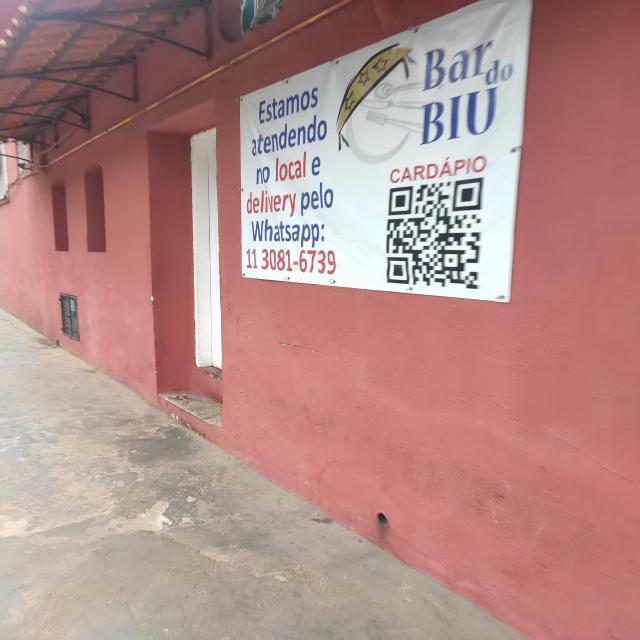 Estamos
atendendo
no local e
delivery pelo
Whatsapp:
11 3081-6739
Bar do
BIU
CARDÁPIO